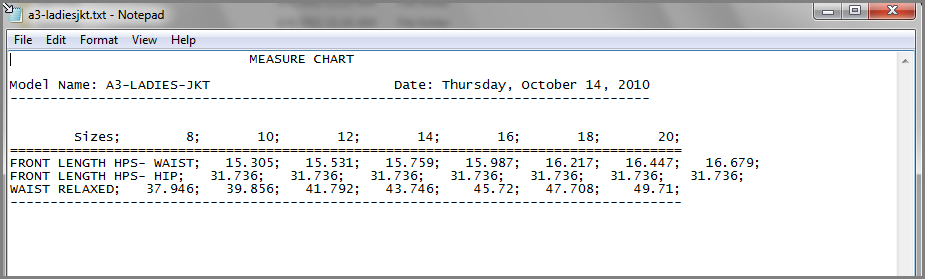 a3-ladiesjkt.txt - Notepad
File Edit Format View Help
MEASURE CHART
Model Name: A3-LADIES-JKT Date: Thursday, October 14, 2010
--------------------------------------------------------------------------------
Sizes; 8; 10; 12; 14; 16; 18; 20;
====================================================================================
FRONT LENGTH HPS- WAIST; 15.305; 15.531; 15.759; 15.987; 16.217; 16.447; 16.679;
FRONT LENGTH HPS- HIP; 31.736; 31.736; 31.736; 31.736; 31.736; 31.736; 31.736;
WAIST RELAXED; 37.946; 39.856; 41.792; 43.746; 45.72; 47.708; 49.71;
------------------------------------------------------------------------------------